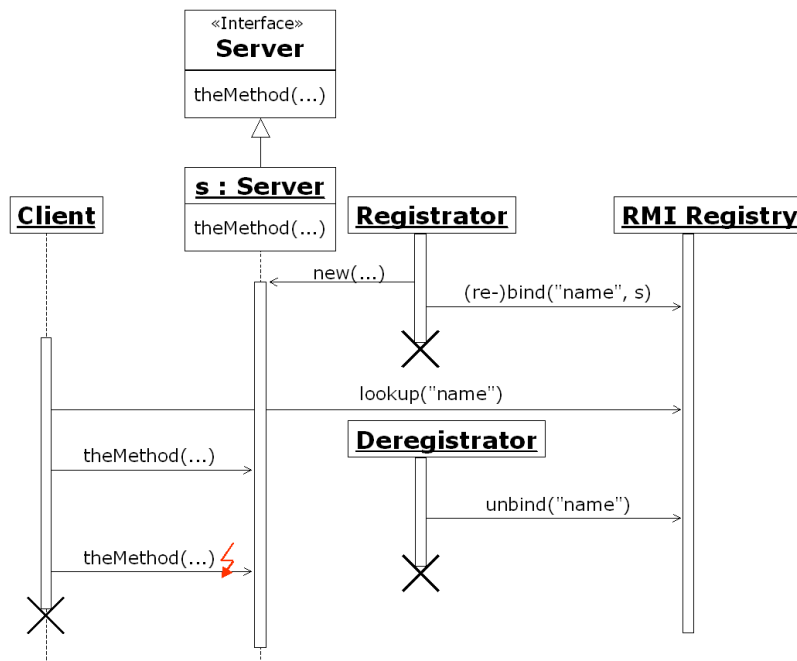 «Interface»
Server
theMethod(...)
s : Server
theMethod(...)
Client
Registrator
RMI Registry
new(...)
(re-)bind("name", s)
lookup("name")
Deregistrator
theMethod(...)
unbind("name")
theMethod(...)